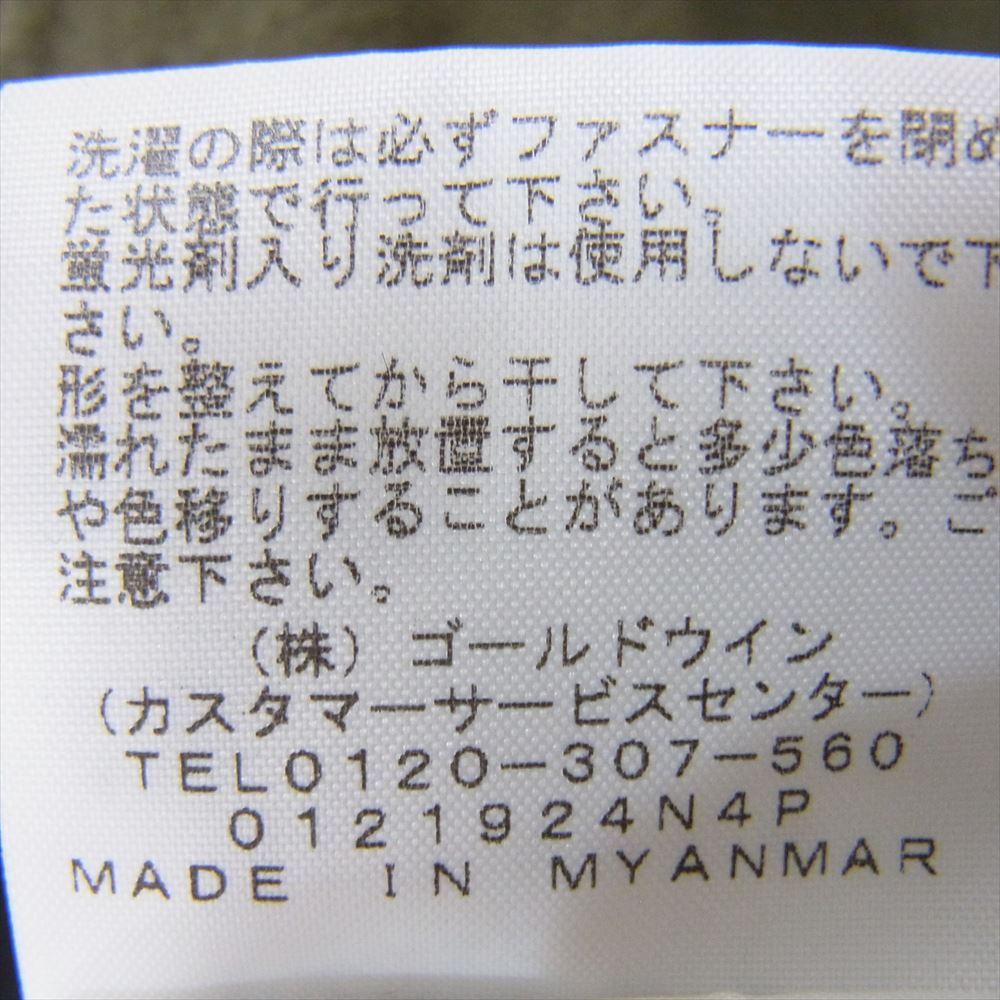 洗濯の際は必ずファスナーを閉め
た状態で行って下さい。
蛍光剤入り洗剤は使用しないで下
さい。
形を整えてから干して下さい。
濡れたまま放置すると多少色落ち
や色移りすることがあります。ご
注意下さい。
(株) ゴールドウイン
(カスタマーサービスセンター)
TEL0120-307-560
0121924N4P
MADE IN MYANMAR